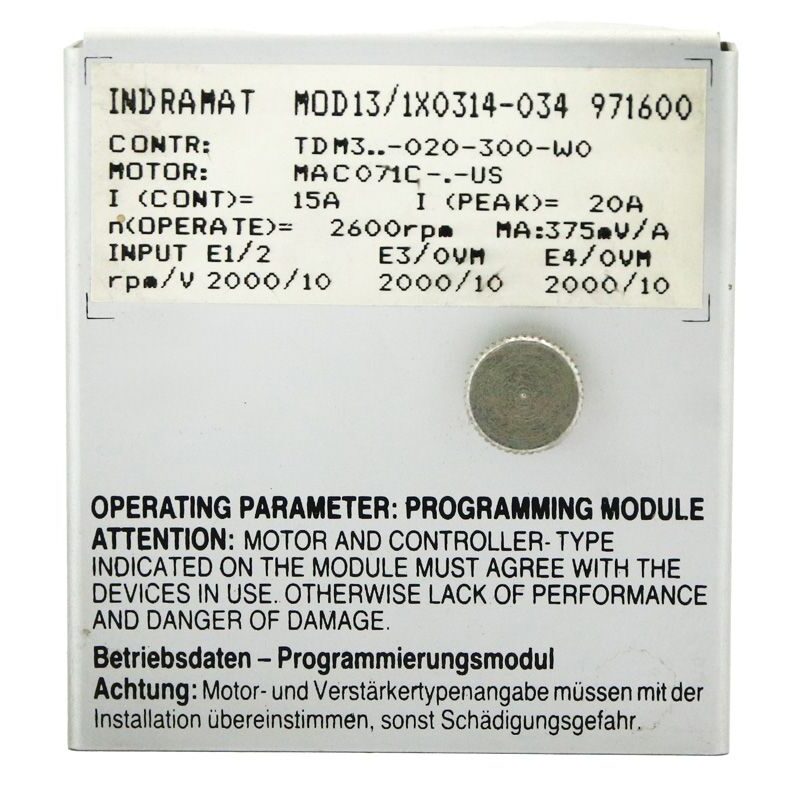 INDRAMAT MOD13/1X0314-034 971600
CONTR: TDM3..-020-300-W0
MOTOR: MAC071C-.-US
I (CONT)= 15A I (PEAK)= 20A
n(OPERATE)= 2600rpm MA:375mV/A
INPUT E1/2 E3/0VM E4/0VM
rpm/V 2000/10 2000/10 2000/10
OPERATING PARAMETER: PROGRAMMING MODULE
ATTENTION: MOTOR AND CONTROLLER-TYPE
INDICATED ON THE MODULE MUST AGREE WITH THE
DEVICES IN USE. OTHERWISE LACK OF PERFORMANCE
AND DANGER OF DAMAGE.
Betriebsdaten – Programmierungsmodul
Achtung: Motor- und Verstärkertypenangabe müssen mit der
Installation übereinstimmen, sonst Schädigungsgefahr.